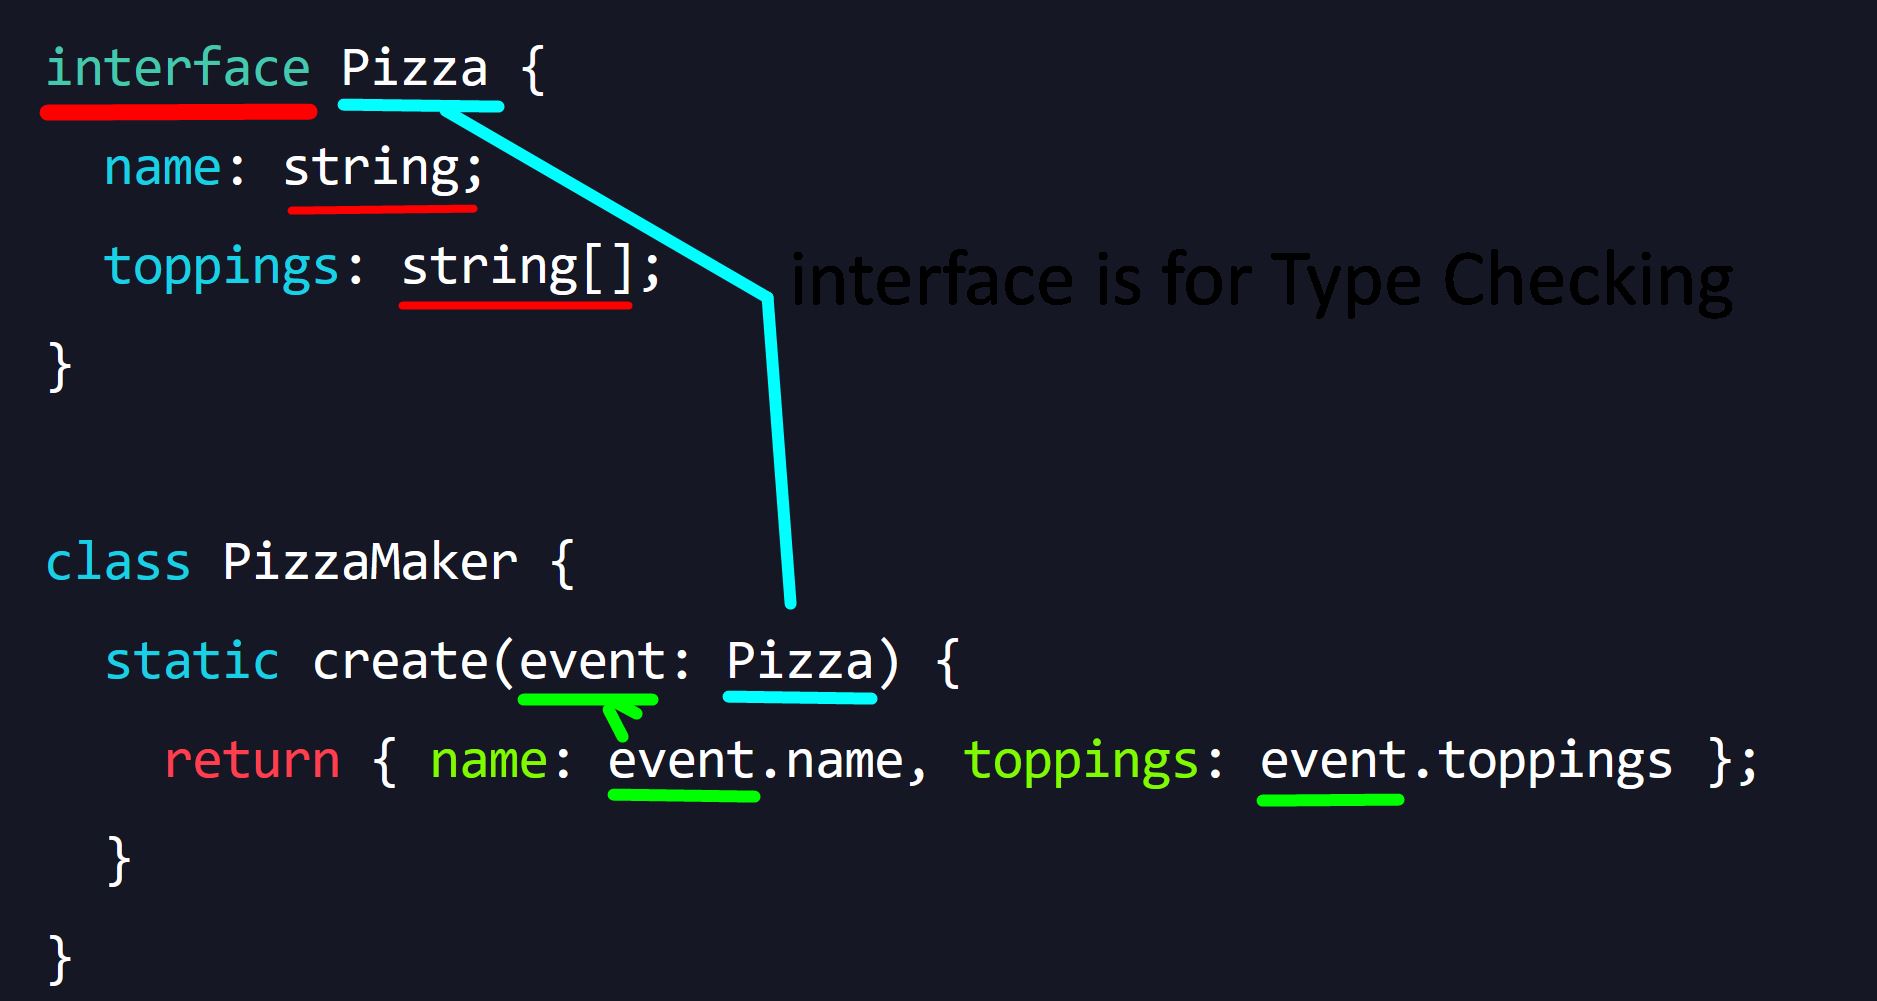 interface Pizza {
name: string;
toppings: string[];
interface is for Type Checking
}
class PizzaMaker {
static create(event: Pizza) {
return { name: event.name, toppings: event.toppings };
}
}